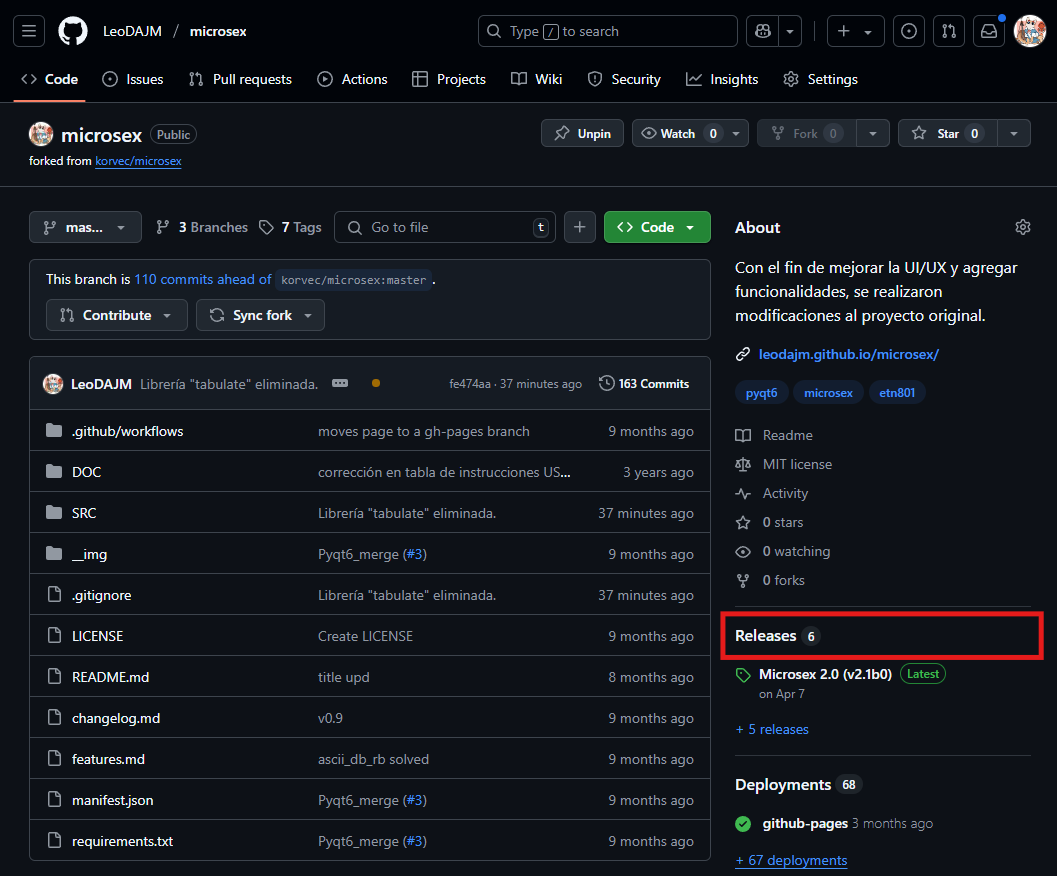 LeoDAJM / microsex
Type / to search
Code Issues Pull requests Actions Projects Wiki Security Insights Settings
microsex Public
forked from korvec/microsex
Unpin Watch 0 Fork 0 Star 0
mas... 3 Branches 7 Tags Go to file t Code
This branch is 110 commits ahead of korvec/microsex:master .
Contribute Sync fork
LeoDAJM Librería "tabulate" eliminada. fe474aa · 37 minutes ago 163 Commits
.github/workflows moves page to a gh-pages branch 9 months ago
DOC corrección en tabla de instrucciones US... 3 years ago
SRC Librería "tabulate" eliminada. 37 minutes ago
__img Pyqt6_merge (#3) 9 months ago
.gitignore Librería "tabulate" eliminada. 37 minutes ago
LICENSE Create LICENSE 9 months ago
README.md title upd 8 months ago
changelog.md v0.9 9 months ago
features.md ascii_db_rb solved 9 months ago
manifest.json Pyqt6_merge (#3) 9 months ago
requirements.txt Pyqt6_merge (#3) 9 months ago
About
Con el fin de mejorar la UI/UX y agregar
funcionalidades, se realizaron
modificaciones al proyecto original.
leodajm.github.io/microsex/
pyqt6 microsex etn801
Readme
MIT license
Activity
0 stars
0 watching
0 forks
Releases 6
Microsex 2.0 (v2.1b0) Latest
on Apr 7
+ 5 releases
Deployments 68
github-pages 3 months ago
+ 67 deployments